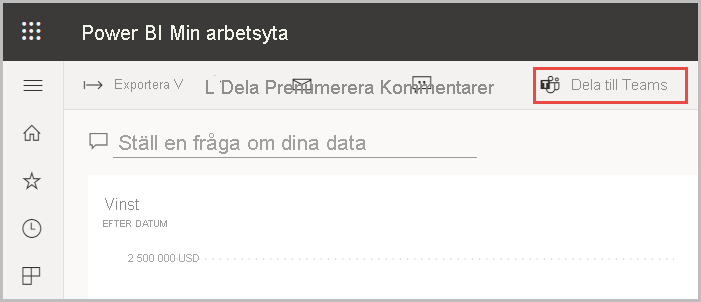 Power BI Min arbetsyta
Exportera V L Dela Prenumerera Kommentarer Dela till Teams
Ställ en fråga om dina data
Vinst
EFTER DATUM
2 500 000 USD